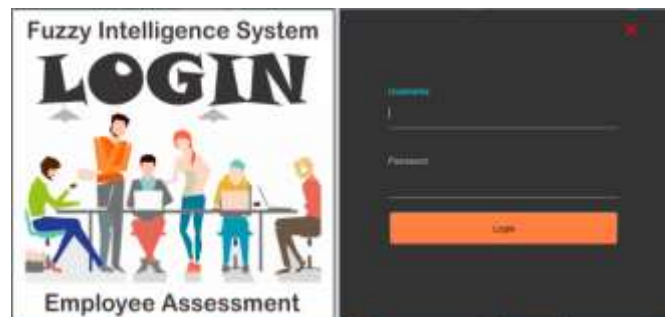 Fuzzy Intelligence System
LOGIN
Employee Assessment
Username
Password
Login